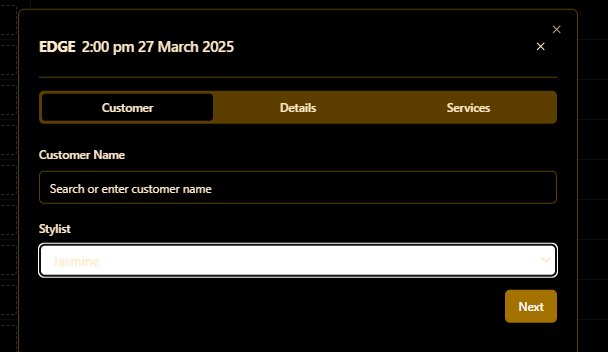 EDGE 2:00 pm 27 March 2025
Customer Details Services
Customer Name
Search or enter customer name
Stylist
Jasmine
Next